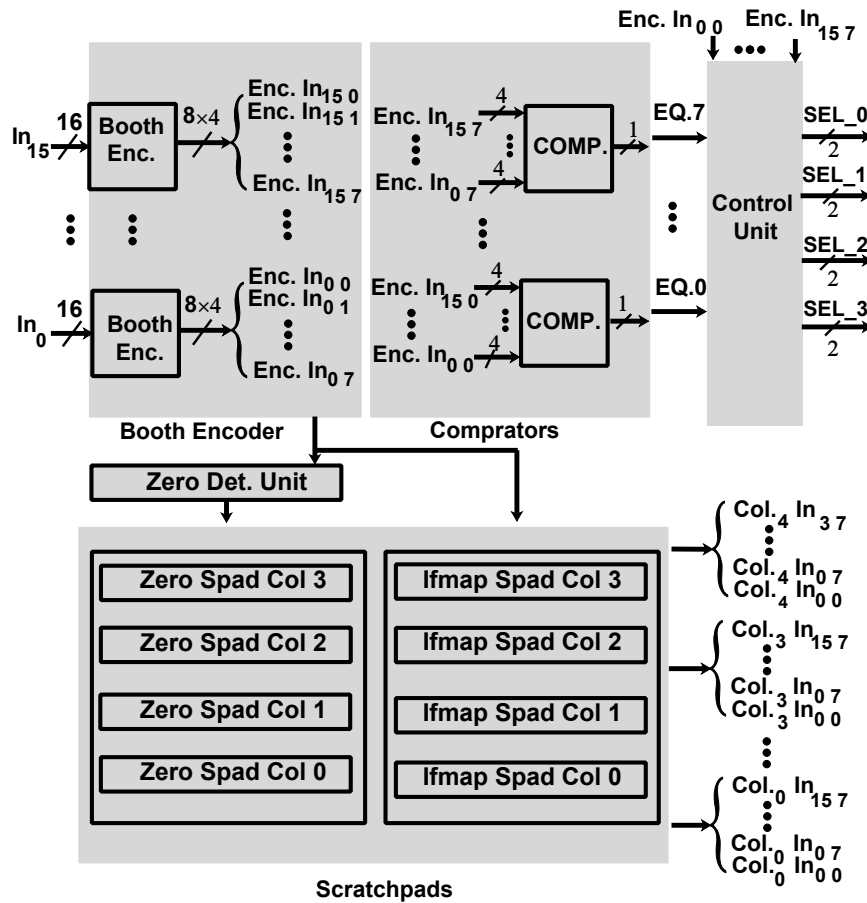 Enc. In0 0 Enc. In15 7
In15
16
Booth Enc.
8×4
Enc. In15 0
Enc. In15 1
Enc. In15 7
In0
16
Booth Enc.
8×4
Enc. In0 0
Enc. In0 1
Enc. In0 7
Booth Encoder
Enc. In15 7
4
Enc. In0 7
4
COMP.
1
Enc. In15 0
4
Enc. In0 0
4
COMP.
1
Comprators
EQ.7
EQ.0
Control
Unit
SEL_0
2
SEL_1
2
SEL_2
2
SEL_3
2
Zero Det. Unit
Zero Spad Col 3
Zero Spad Col 2
Zero Spad Col 1
Zero Spad Col 0
Ifmap Spad Col 3
Ifmap Spad Col 2
Ifmap Spad Col 1
Ifmap Spad Col 0
Scratchpads
Col.4 In3 7
Col.4 In0 7
Col.4 In0 0
Col.3 In15 7
Col.3 In0 7
Col.3 In0 0
Col.0 In15 7
Col.0 In0 7
Col.0 In0 0